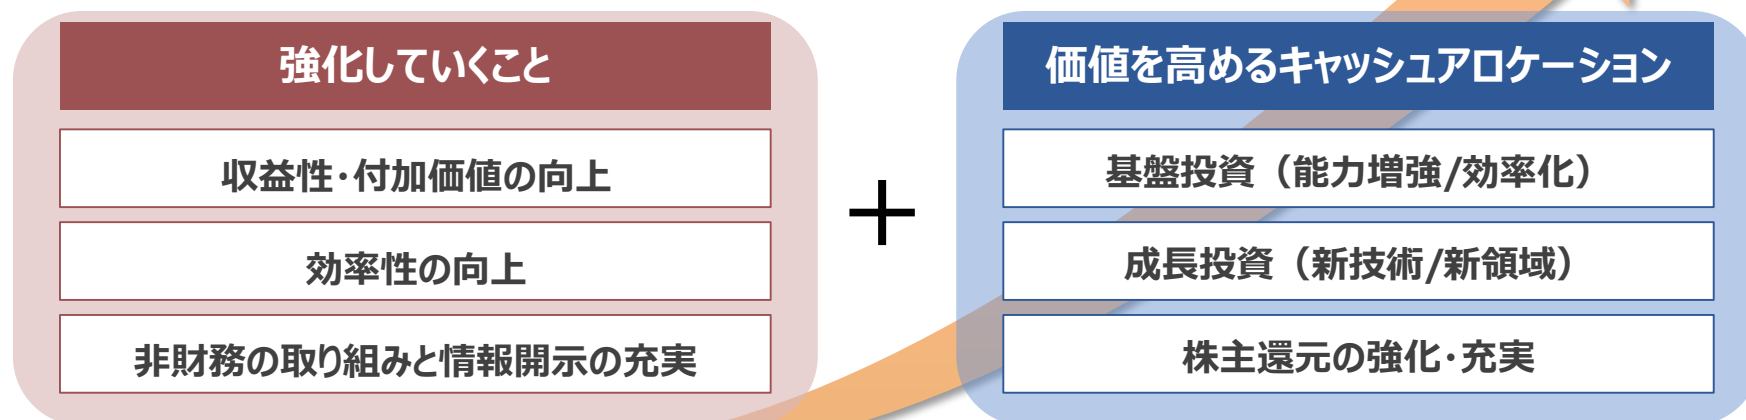 強化していくこと
収益性・付加価値の向上
効率性の向上
非財務の取り組みと情報開示の充実
+
価値を高めるキャッシュアロケーション
基盤投資（能力増強/効率化）
成長投資（新技術/新領域）
株主還元の強化・充実